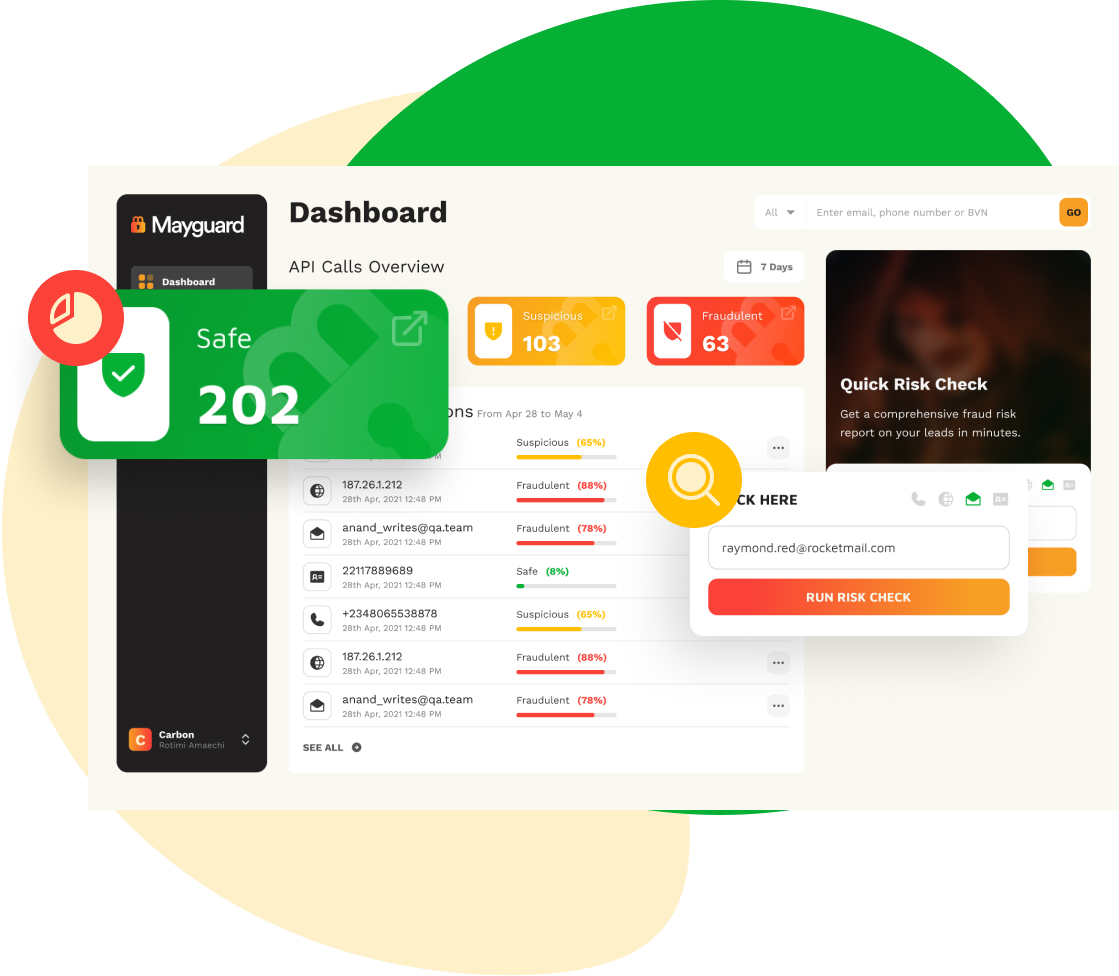 Mayguard
Dashboard
Dashboard
All
Enter email, phone number or BVN
GO
API Calls Overview
7 Days
Safe
202
Suspicious
103
Fraudulent
63
From Apr 28 to May 4
Suspicious (65%)
187.26.1.212
28th Apr, 2021 12:48 PM
Fraudulent (88%)
anand_writes@qa.team
28th Apr, 2021 12:48 PM
Fraudulent (78%)
22117889689
28th Apr, 2021 12:48 PM
Safe (8%)
+2348065538878
28th Apr, 2021 12:48 PM
Suspicious (65%)
187.26.1.212
28th Apr, 2021 12:48 PM
Fraudulent (88%)
anand_writes@qa.team
28th Apr, 2021 12:48 PM
Fraudulent (78%)
SEE ALL
Quick Risk Check
Get a comprehensive fraud risk
report on your leads in minutes.
HERE
raymond.red@rocketmail.com
RUN RISK CHECK
C
Carbon
Rotimi Amaechi